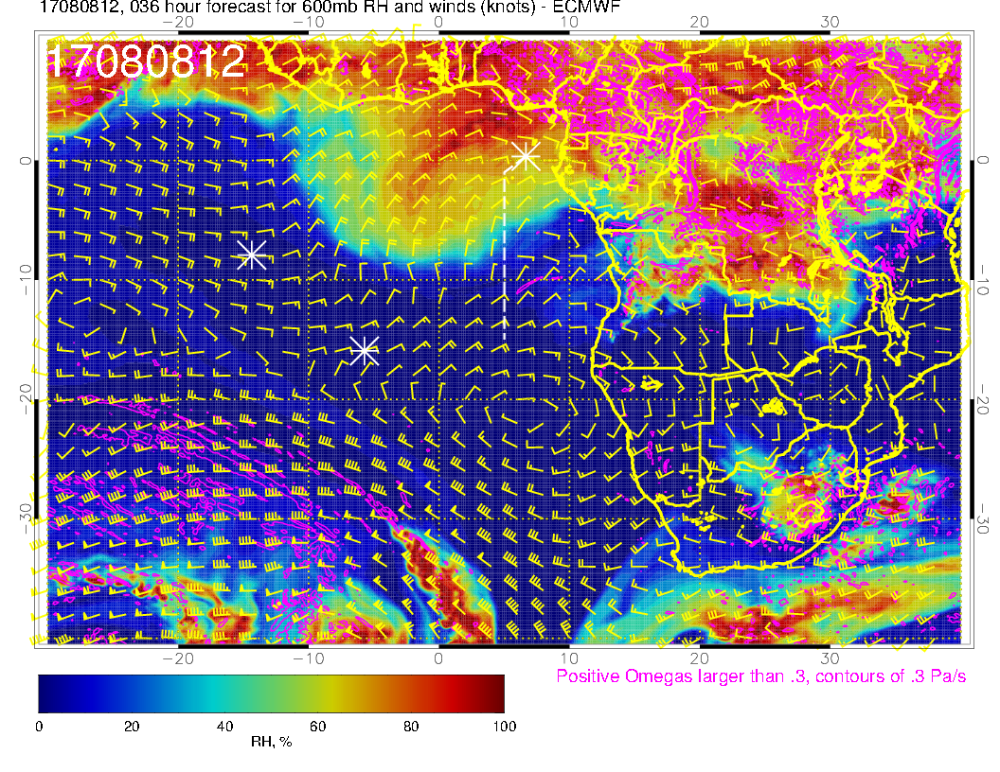 17080812, 036 hour forecast for 600mb RH and winds (knots) - ECMWF
−20 −10 0 10 20 30
17080812
0 0
−10 −10
−20 −20
−30 −30
−20 −10 0 10 20 30
Positive Omegas larger than .3, contours of .3 Pa/s
0 20 40 60 80 100
RH, %